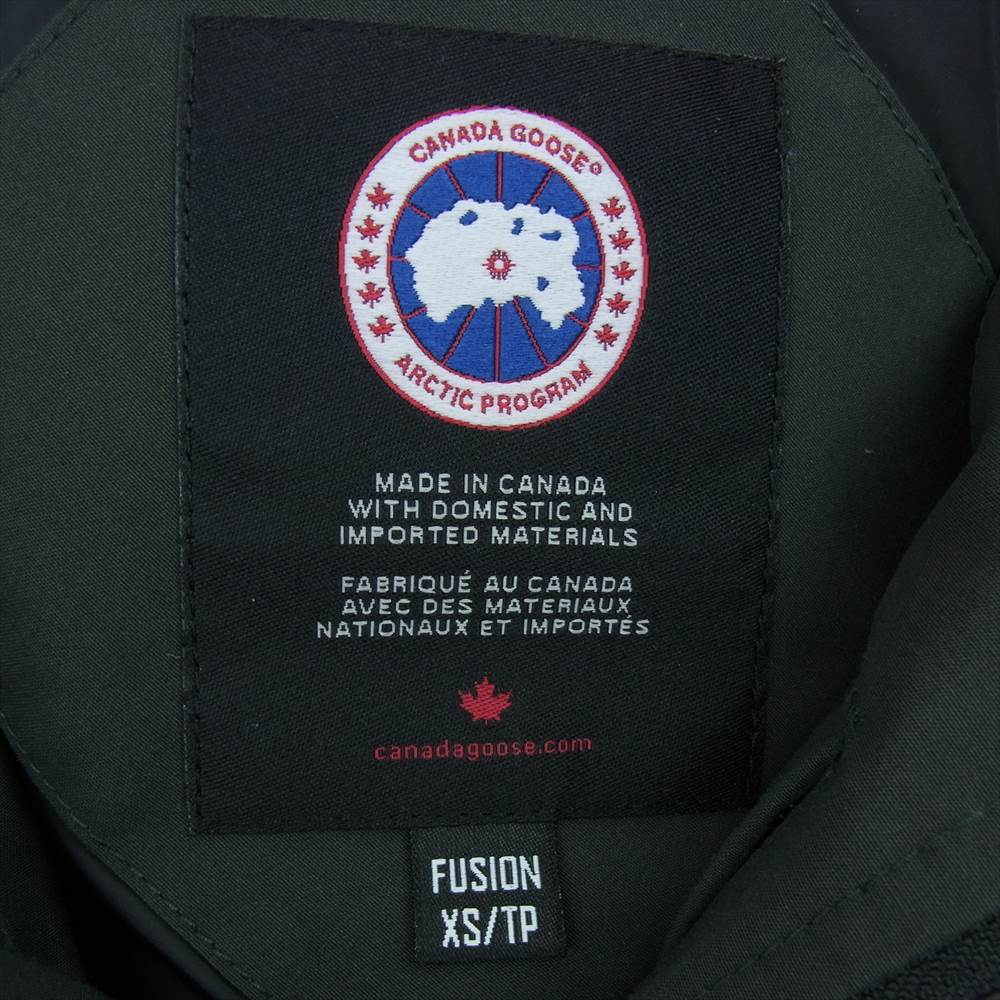 CANADA GOOSE®
ARCTIC PROGRAM
MADE IN CANADA
WITH DOMESTIC AND
IMPORTED MATERIALS
FABRIQUÉ AU CANADA
AVEC DES MATERIAUX
NATIONAUX ET IMPORTÉS
canadagoose.com
FUSION
XS/TP